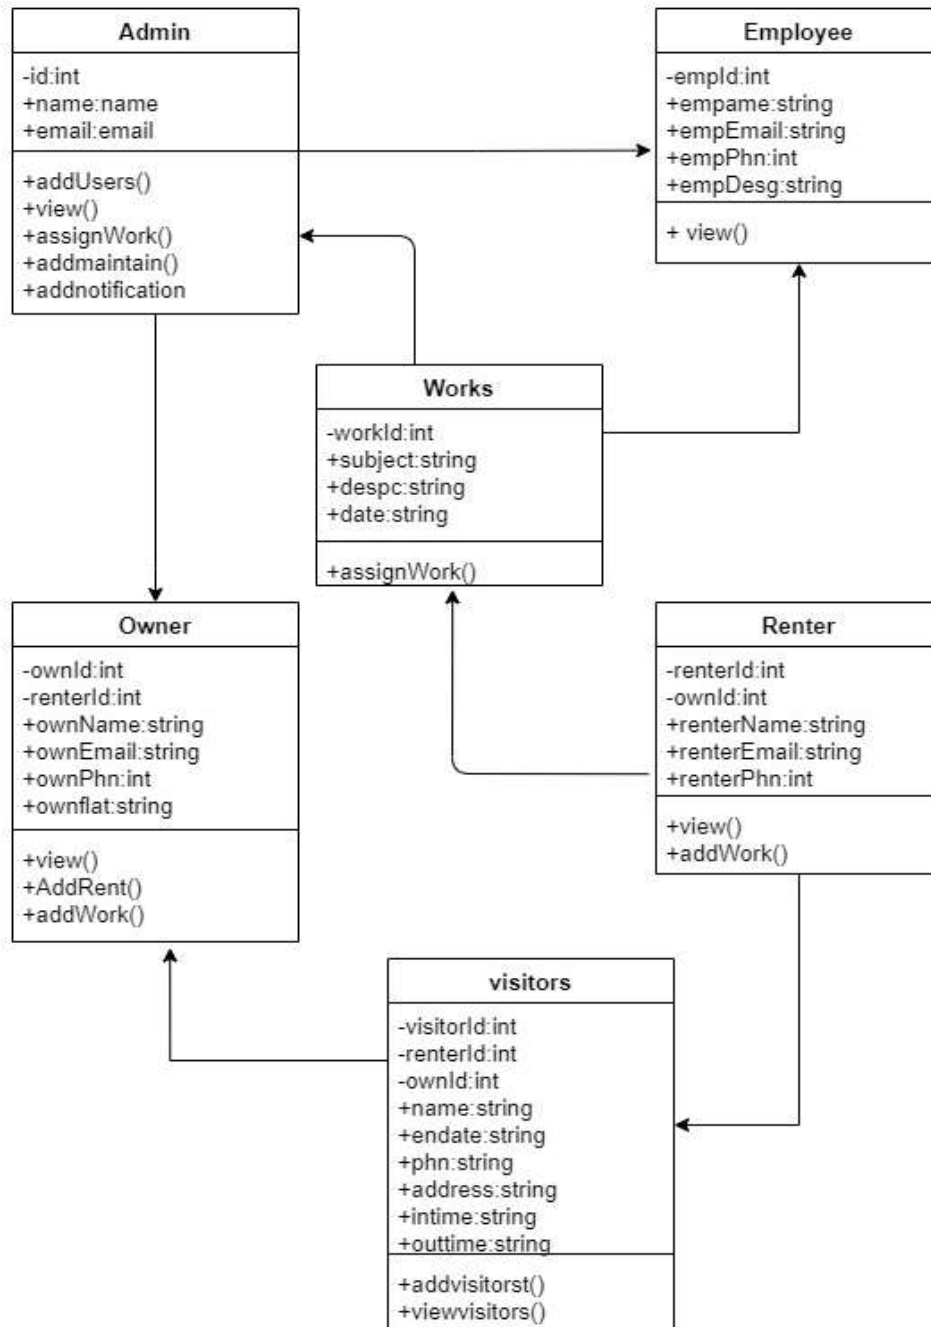 Admin
-id:int
+name:name
+email:email
+addUsers()
+view()
+assignWork()
+addmaintain()
+addnotification
Employee
-empId:int
+empame:string
+empEmail:string
+empPhn:int
+empDesg:string
+ view()
Works
-workId:int
+subject:string
+despc:string
+date:string
+assignWork()
Owner
-ownId:int
-renterId:int
+ownName:string
+ownEmail:string
+ownPhn:int
+ownflat:string
+view()
+AddRent()
+addWork()
Renter
-renterId:int
-ownId:int
+renterName:string
+renterEmail:string
+renterPhn:int
+view()
+addWork()
visitors
-visitorId:int
-renterId:int
-ownId:int
+name:string
+endate:string
+phn:string
+address:string
+intime:string
+outtime:string
+addvisitorst()
+viewvisitors()